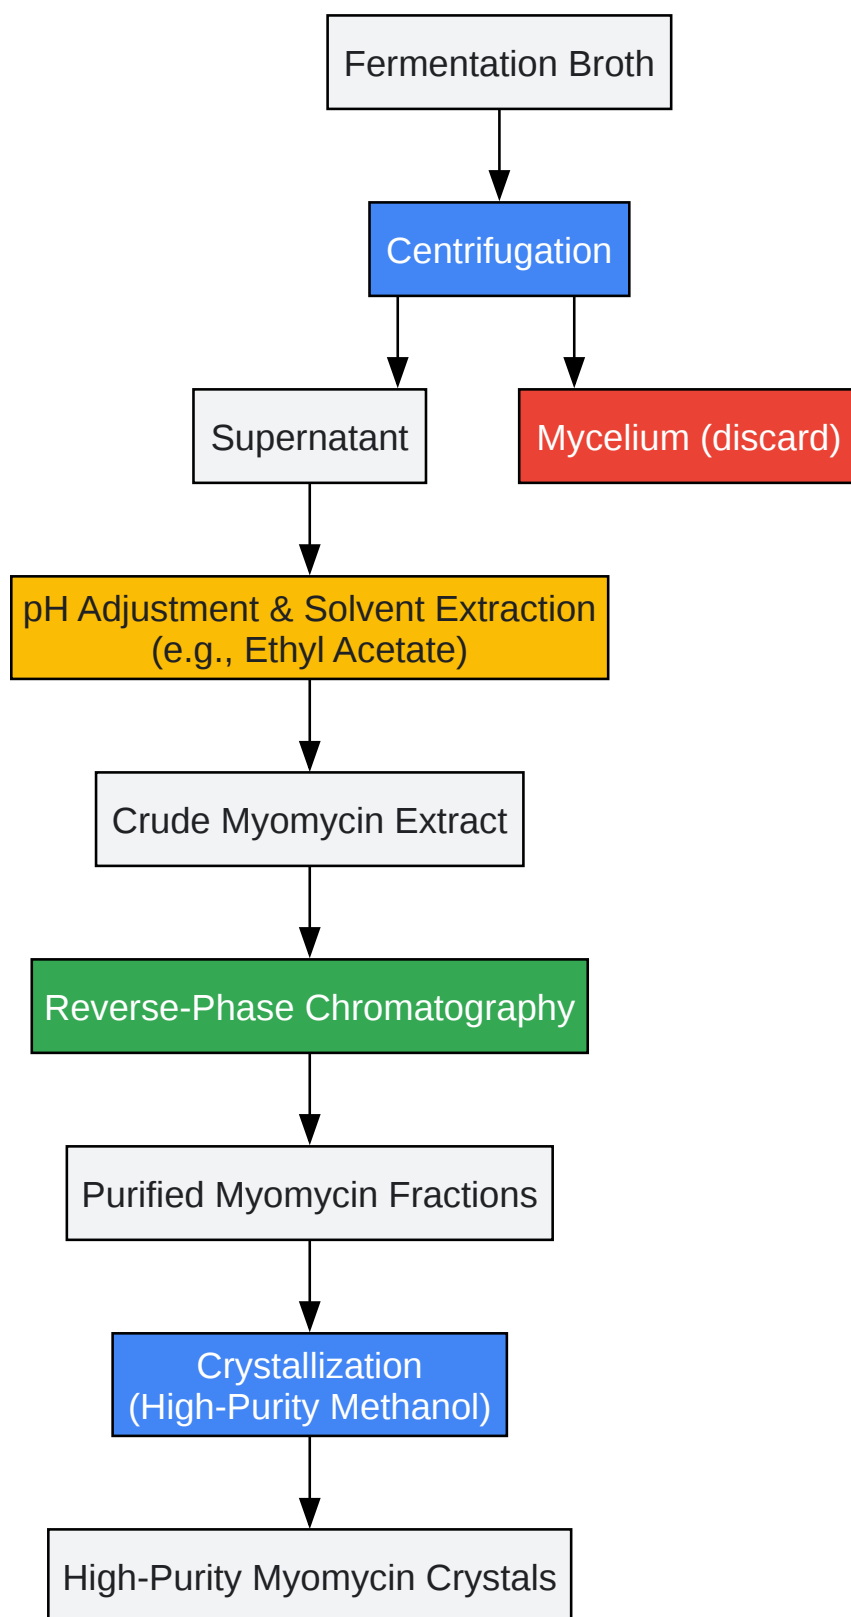 Fermentation Broth
Centrifugation
Supernatant
Mycelium (discard)
pH Adjustment & Solvent Extraction
(e.g., Ethyl Acetate)
Crude Myomycin Extract
Reverse-Phase Chromatography
Purified Myomycin Fractions
Crystallization
(High-Purity Methanol)
High-Purity Myomycin Crystals